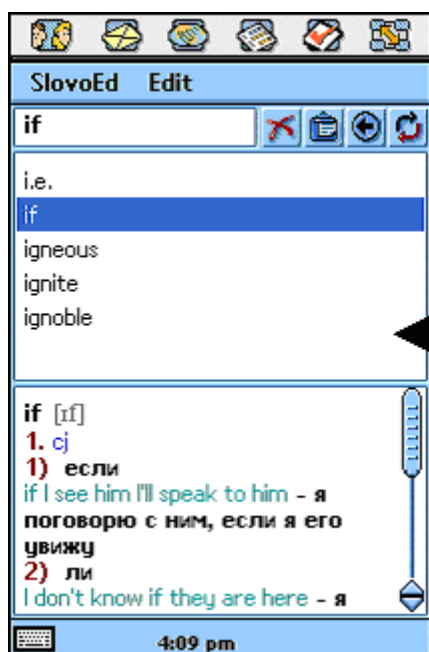 SlovoEd Edit
if
i.e.
if
igneous
ignite
ignoble
if [ɪf]
1. cj
1) если
if I see him I'll speak to him – я
поговорю с ним, если я его
увижу
2) ли
I don't know if they are here – я
4:09 pm